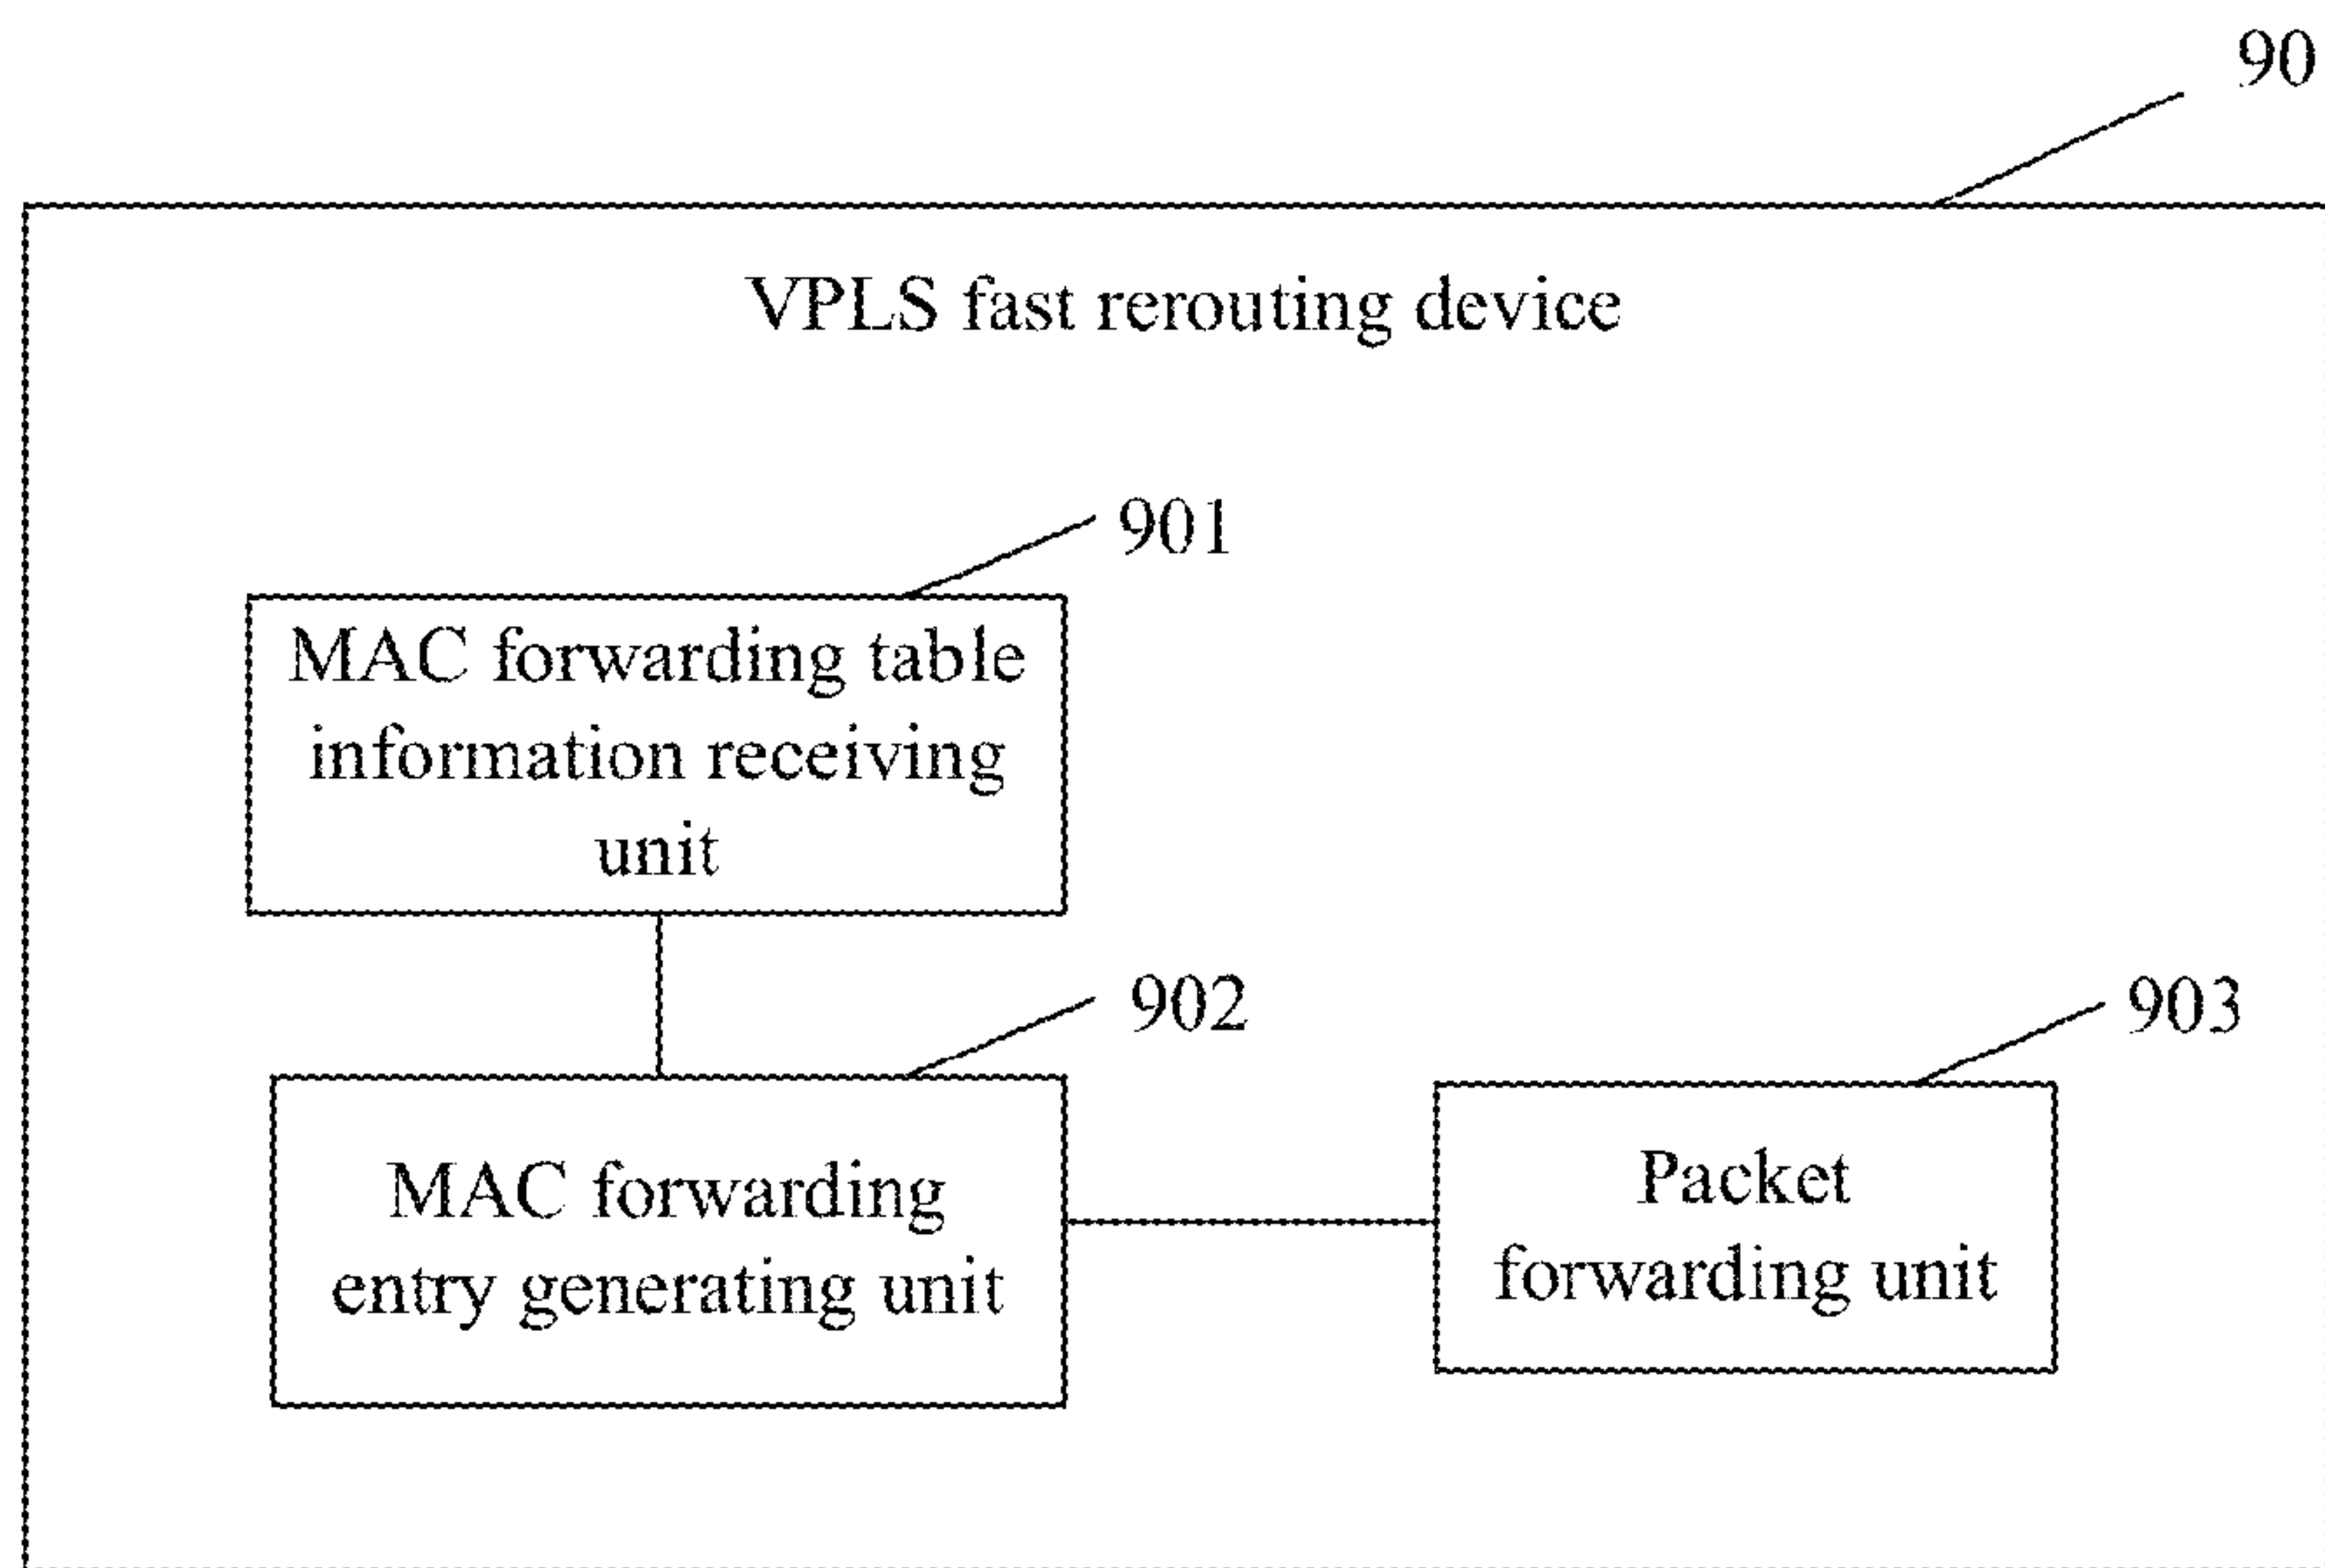 90
VPLS fast rerouting device
901
MAC forwarding table
information receiving
unit
902
MAC forwarding
entry generating unit
903
Packet
forwarding unit